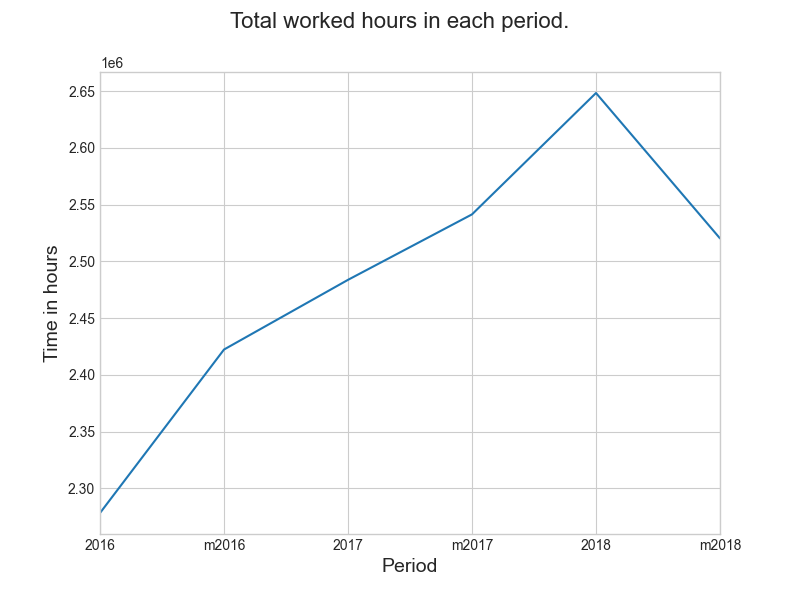 Total worked hours in each period.
1e6
2.65
2.60
2.55
2.50
2.45
2.40
2.35
2.30
Time in hours
2016 m2016 2017 m2017 2018 m2018
Period